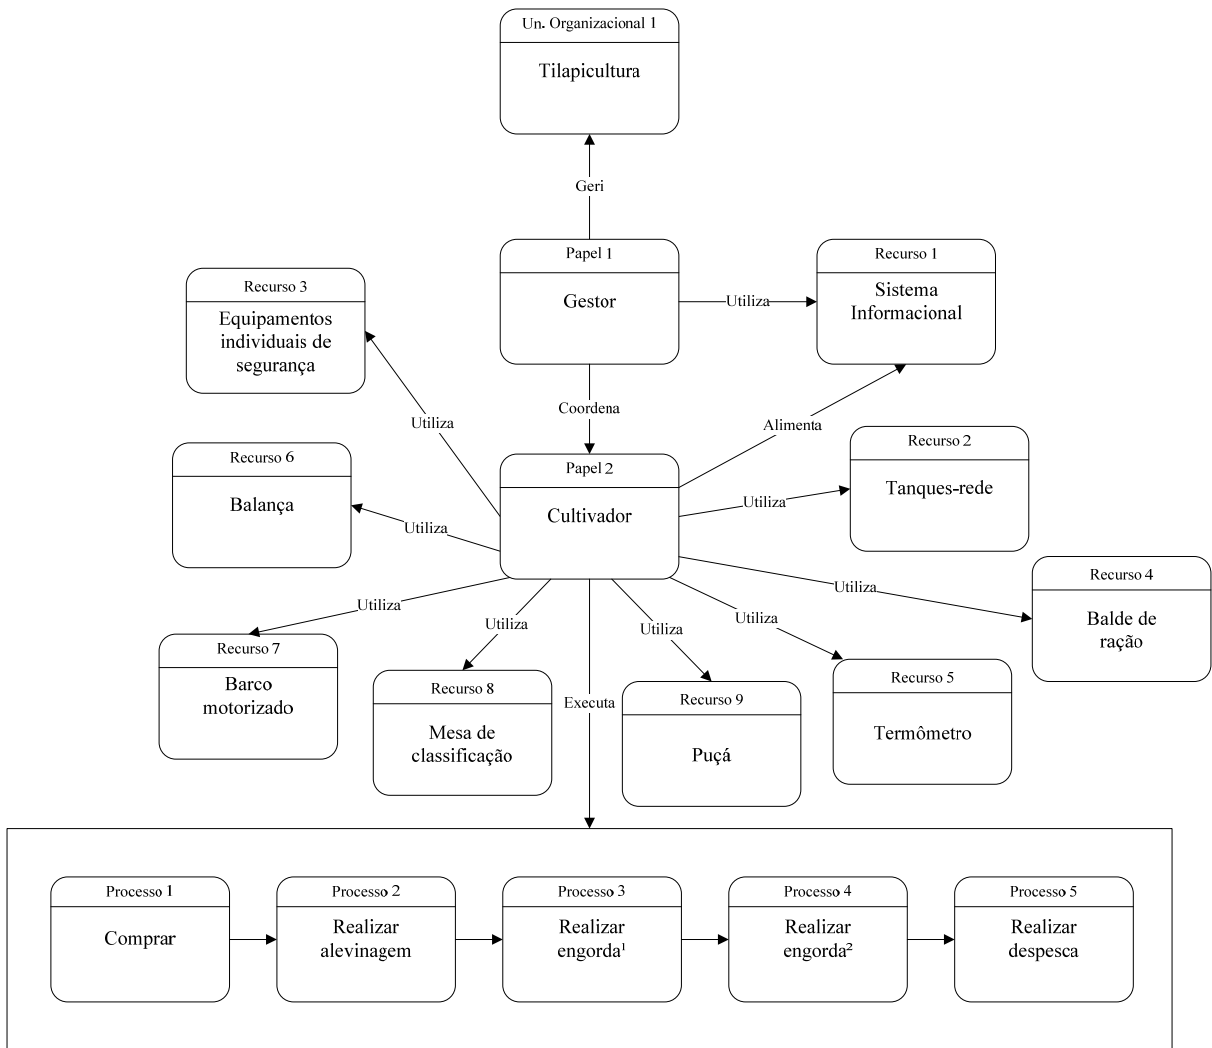 Un. Organizacional 1
Tilapicultura
Geri
Papel 1
Gestor
Utiliza
Recurso 1
Sistema
Informacional
Recurso 3
Equipamentos
individuais de
segurança
Utiliza
Coordena
Alimenta
Recurso 2
Tanques-rede
Utiliza
Papel 2
Cultivador
Recurso 6
Balança
Utiliza
Recurso 4
Balde de
ração
Utiliza
Utiliza
Recurso 7
Barco
motorizado
Utiliza
Recurso 8
Mesa de
classificação
Executa
Utiliza
Recurso 9
Puçá
Utiliza
Recurso 5
Termômetro
Processo 1
Comprar
Processo 2
Realizar
alevinagem
Processo 3
Realizar
engorda¹
Processo 4
Realizar
engorda²
Processo 5
Realizar
despesca